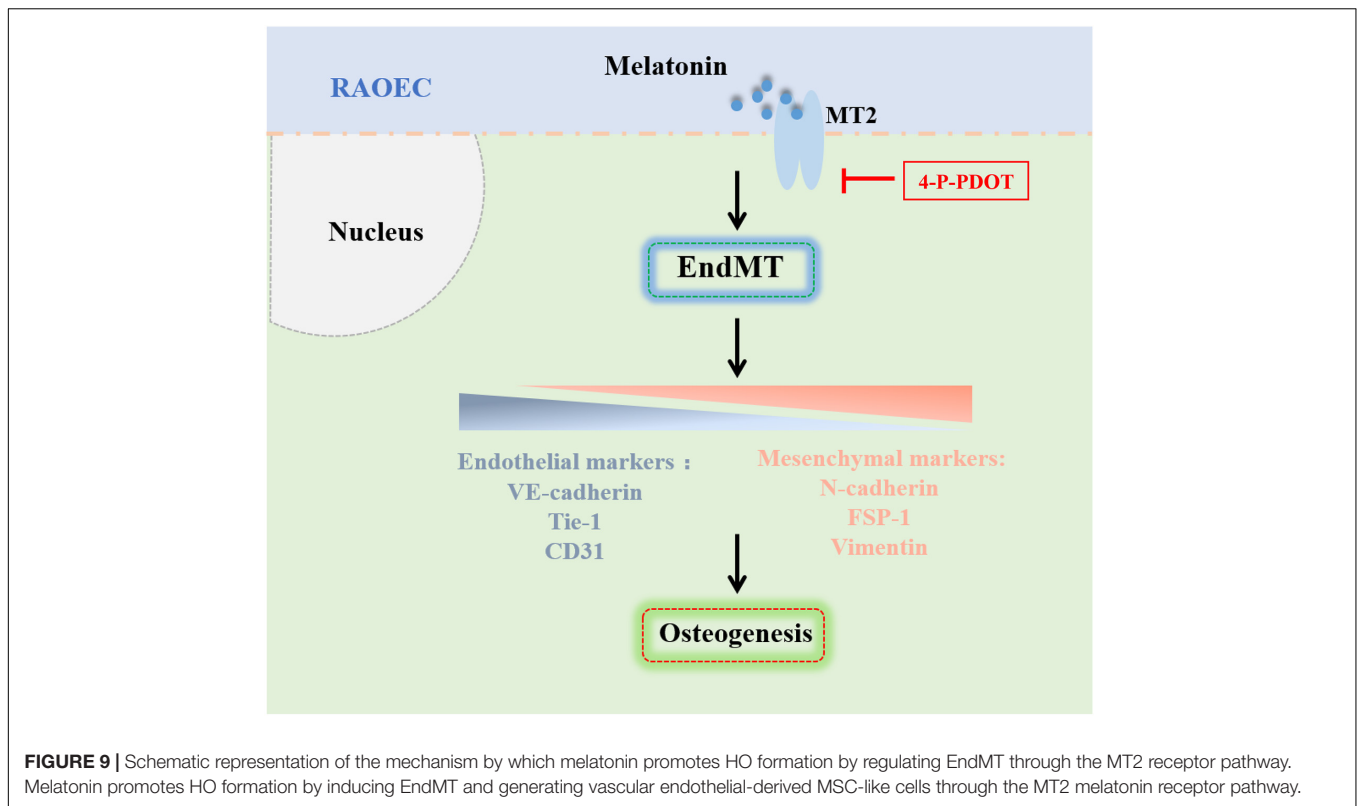 Melatonin
RAOEC
MT2
4-P-PDOT
Nucleus
EndMT
Endothelial markers：
VE-cadherin
Tie-1
CD31
Mesenchymal markers:
N-cadherin
FSP-1
Vimentin
Osteogenesis
FIGURE 9 | Schematic representation of the mechanism by which melatonin promotes HO formation by regulating EndMT through the MT2 receptor pathway.
Melatonin promotes HO formation by inducing EndMT and generating vascular endothelial-derived MSC-like cells through the MT2 melatonin receptor pathway.